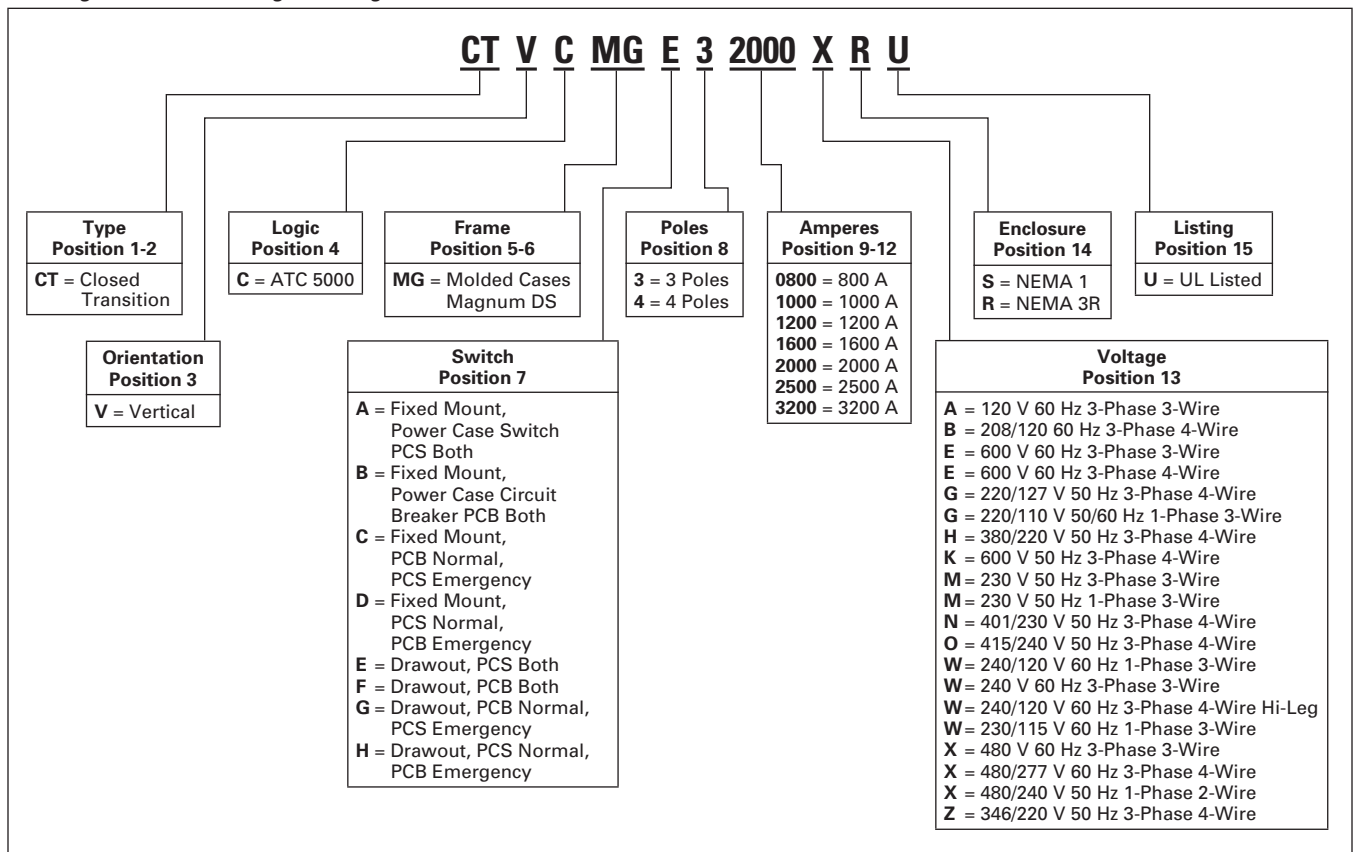 CT V C MG E 3 2000 X R U
Type
Position 1-2
CT = Closed
Transition
Orientation
Position 3
V = Vertical
Logic
Position 4
C = ATC 5000
Frame
Position 5-6
MG = Molded Cases
Magnum DS
Switch
Position 7
A = Fixed Mount,
Power Case Switch
PCS Both
B = Fixed Mount,
Power Case Circuit
Breaker PCB Both
C = Fixed Mount,
PCB Normal,
PCS Emergency
D = Fixed Mount,
PCS Normal,
PCB Emergency
E = Drawout, PCS Both
F = Drawout, PCB Both
G = Drawout, PCB Normal,
PCS Emergency
H = Drawout, PCS Normal,
PCB Emergency
Poles
Position 8
3 = 3 Poles
4 = 4 Poles
Amperes
Position 9-12
0800 = 800 A
1000 = 1000 A
1200 = 1200 A
1600 = 1600 A
2000 = 2000 A
2500 = 2500 A
3200 = 3200 A
Voltage
Position 13
A = 120 V 60 Hz 3-Phase 3-Wire
B = 208/120 60 Hz 3-Phase 4-Wire
E = 600 V 60 Hz 3-Phase 3-Wire
E = 600 V 60 Hz 3-Phase 4-Wire
G = 220/127 V 50 Hz 3-Phase 4-Wire
G = 220/110 V 50/60 Hz 1-Phase 3-Wire
H = 380/220 V 50 Hz 3-Phase 4-Wire
K = 600 V 50 Hz 3-Phase 4-Wire
M = 230 V 50 Hz 3-Phase 3-Wire
M = 230 V 50 Hz 1-Phase 3-Wire
N = 401/230 V 50 Hz 3-Phase 4-Wire
O = 415/240 V 50 Hz 3-Phase 4-Wire
W = 240/120 V 60 Hz 1-Phase 3-Wire
W = 240 V 60 Hz 3-Phase 3-Wire
W = 240/120 V 60 Hz 3-Phase 4-Wire Hi-Leg
W = 230/115 V 60 Hz 1-Phase 3-Wire
X = 480 V 60 Hz 3-Phase 3-Wire
X = 480/277 V 60 Hz 3-Phase 4-Wire
X = 480/240 V 50 Hz 1-Phase 2-Wire
Z = 346/220 V 50 Hz 3-Phase 4-Wire
Enclosure
Position 14
S = NEMA 1
R = NEMA 3R
Listing
Position 15
U = UL Listed